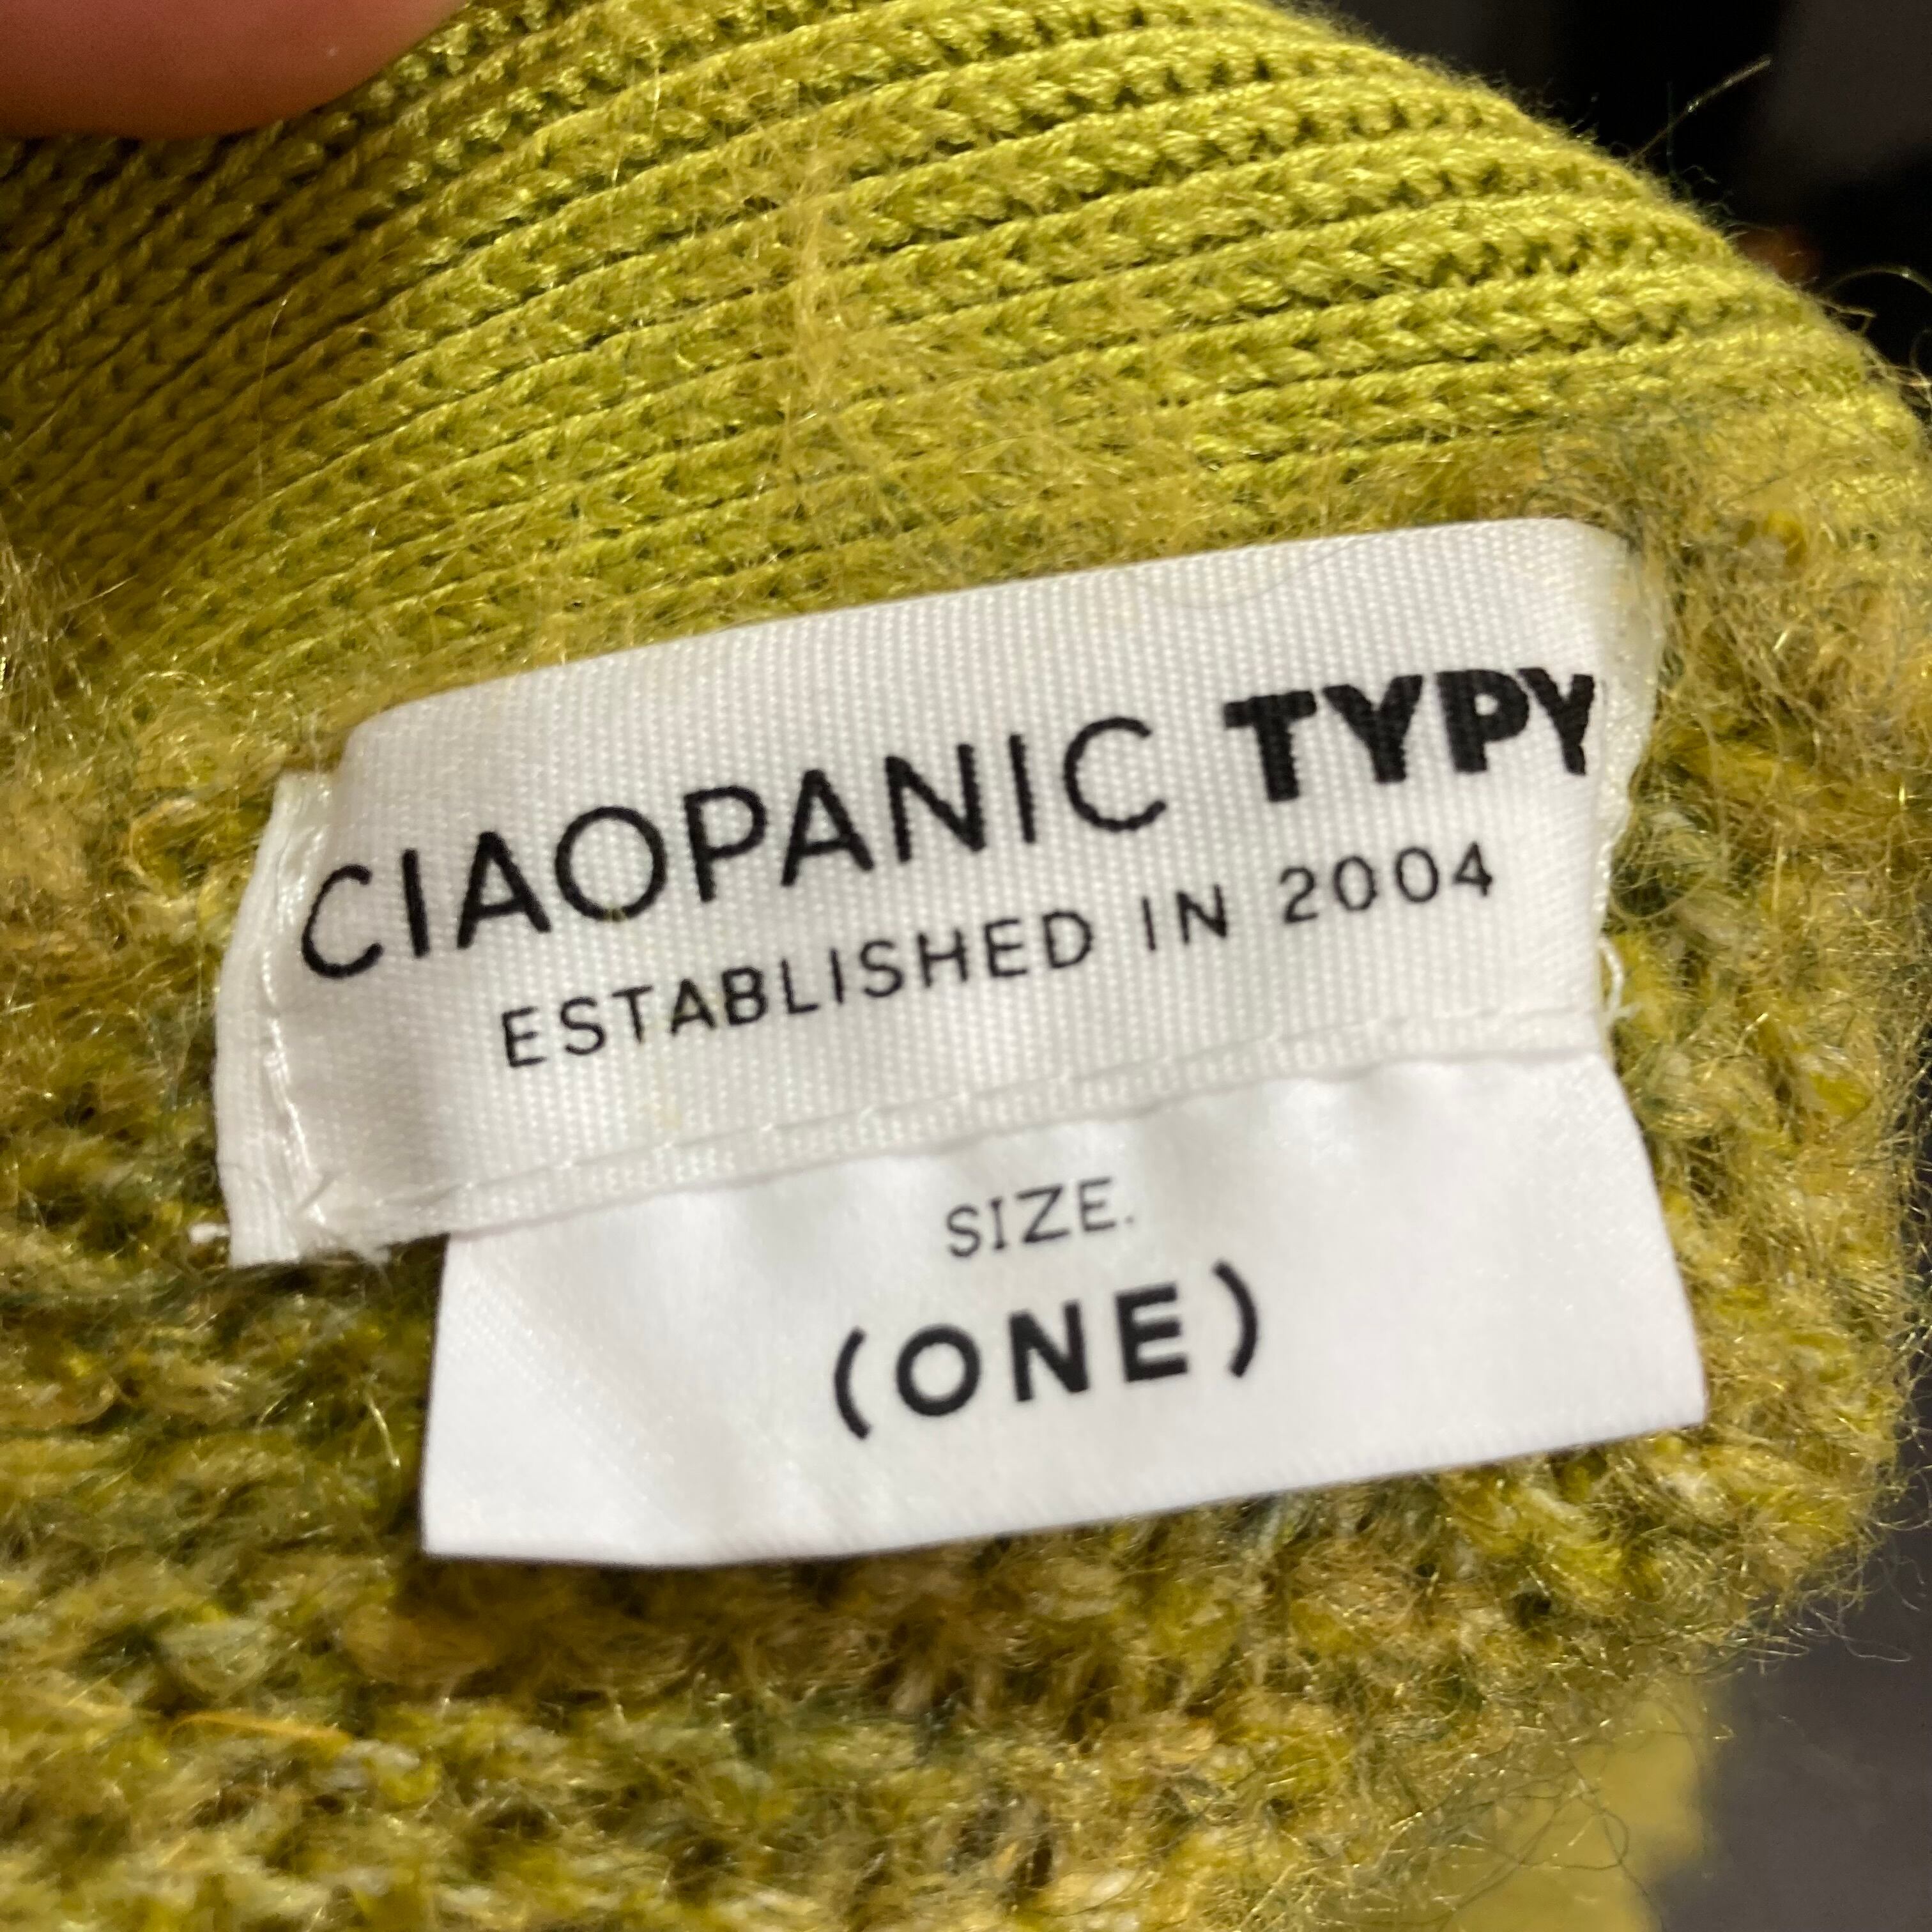 CIAOPANIC TYPY
ESTABLISHED IN 2004
SIZE.
(ONE)